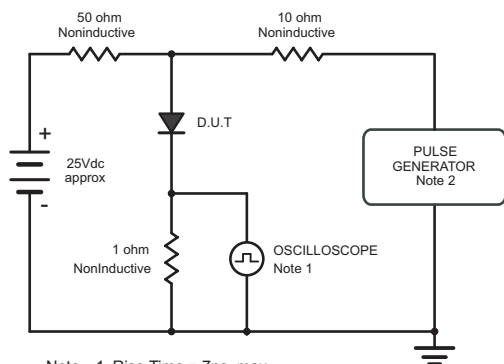 50 ohm
Noninductive
10 ohm
Noninductive
D.U.T
+
25Vdc
approx
-
PULSE
GENERATOR
Note 2
1 ohm
NonInductive
OSCILLOSCOPE
Note 1